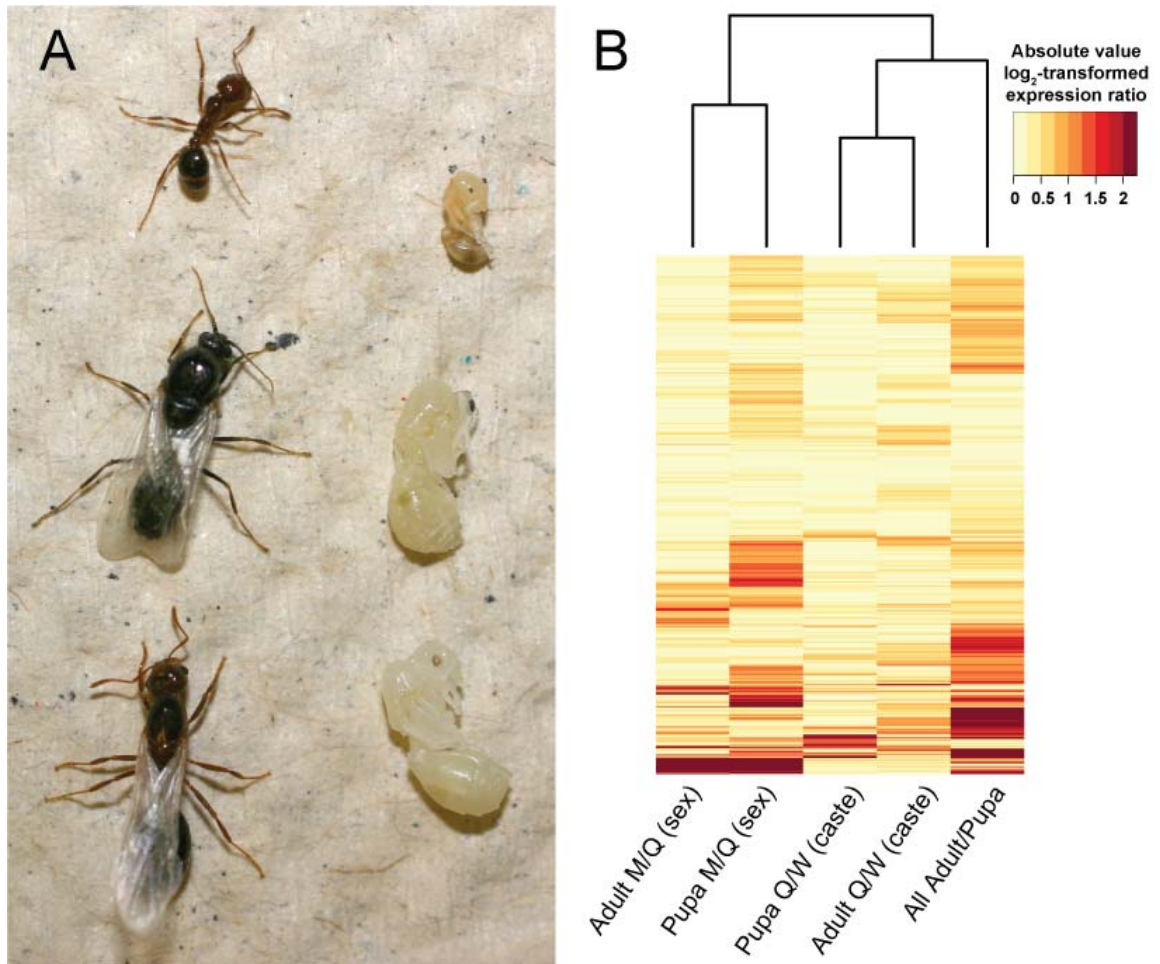 A
B
Absolute value
log2-transformed
expression ratio
0 0.5 1 1.5 2
Adult M/Q (sex)
Pupa M/Q (sex)
Pupa Q/W (caste)
Adult Q/W (caste)
All Adult/Pupa